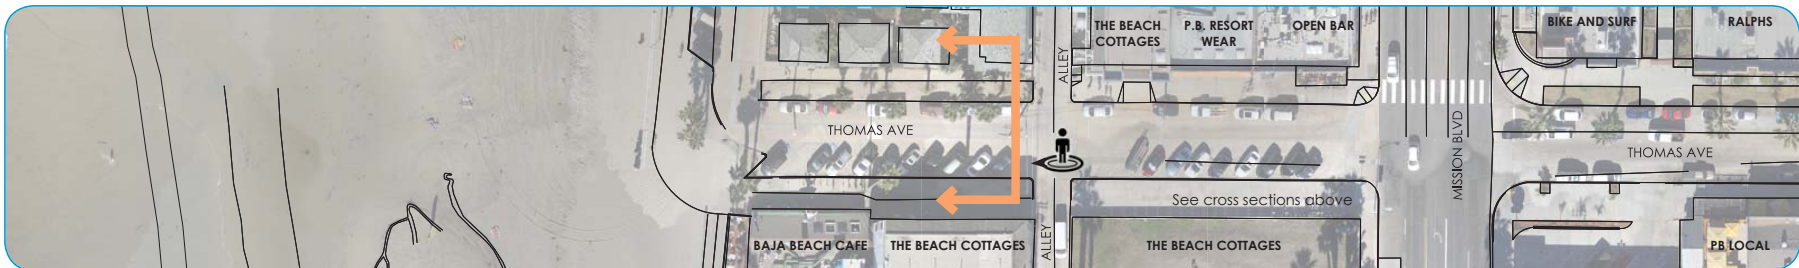 THE BEACH
COTTAGES
P.B. RESORT
WEAR
OPEN BAR
BIKE AND SURF
RALPHS
ALLEY
THOMAS AVE
MISSION BLVD
THOMAS AVE
See cross sections above
ALLEY
BAJA BEACH CAFE
THE BEACH COTTAGES
THE BEACH COTTAGES
PB LOCAL